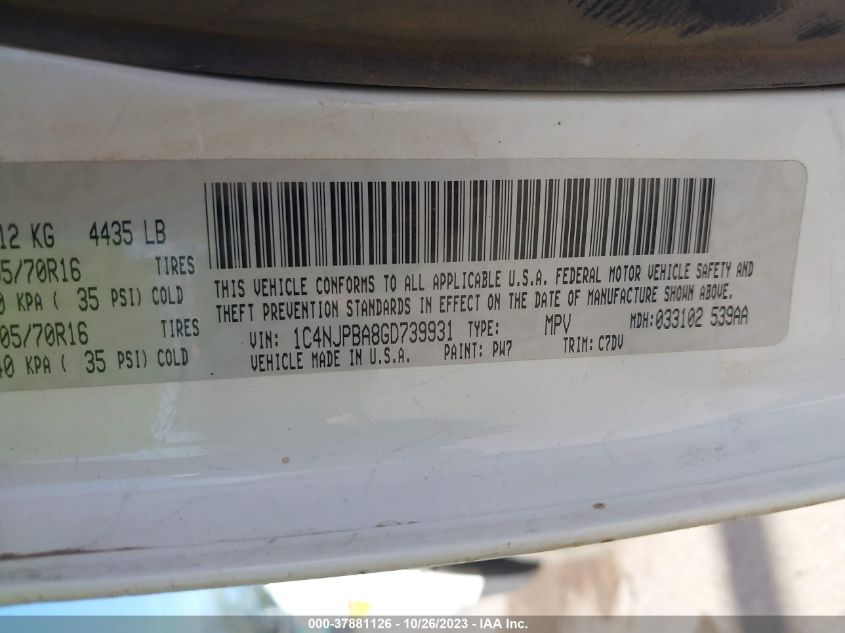 12 KG 4435 LB
5/70R16 TIRES
0 KPA ( 35 PSI) COLD
05/70R16 TIRES
40 KPA ( 35 PSI) COLD
THIS VEHICLE CONFORMS TO ALL APPLICABLE U.S.A. FEDERAL MOTOR VEHICLE SAFETY AND
THEFT PREVENTION STANDARDS IN EFFECT ON THE DATE OF MANUFACTURE SHOWN ABOVE.
VIN: 1C4NJPBA8GD739931 TYPE: MPV MDH:033102 539AA
VEHICLE MADE IN U.S.A. PAINT: PW7 TRIM: C7DV
000-37881126 - 10/26/2023 - IAA Inc.